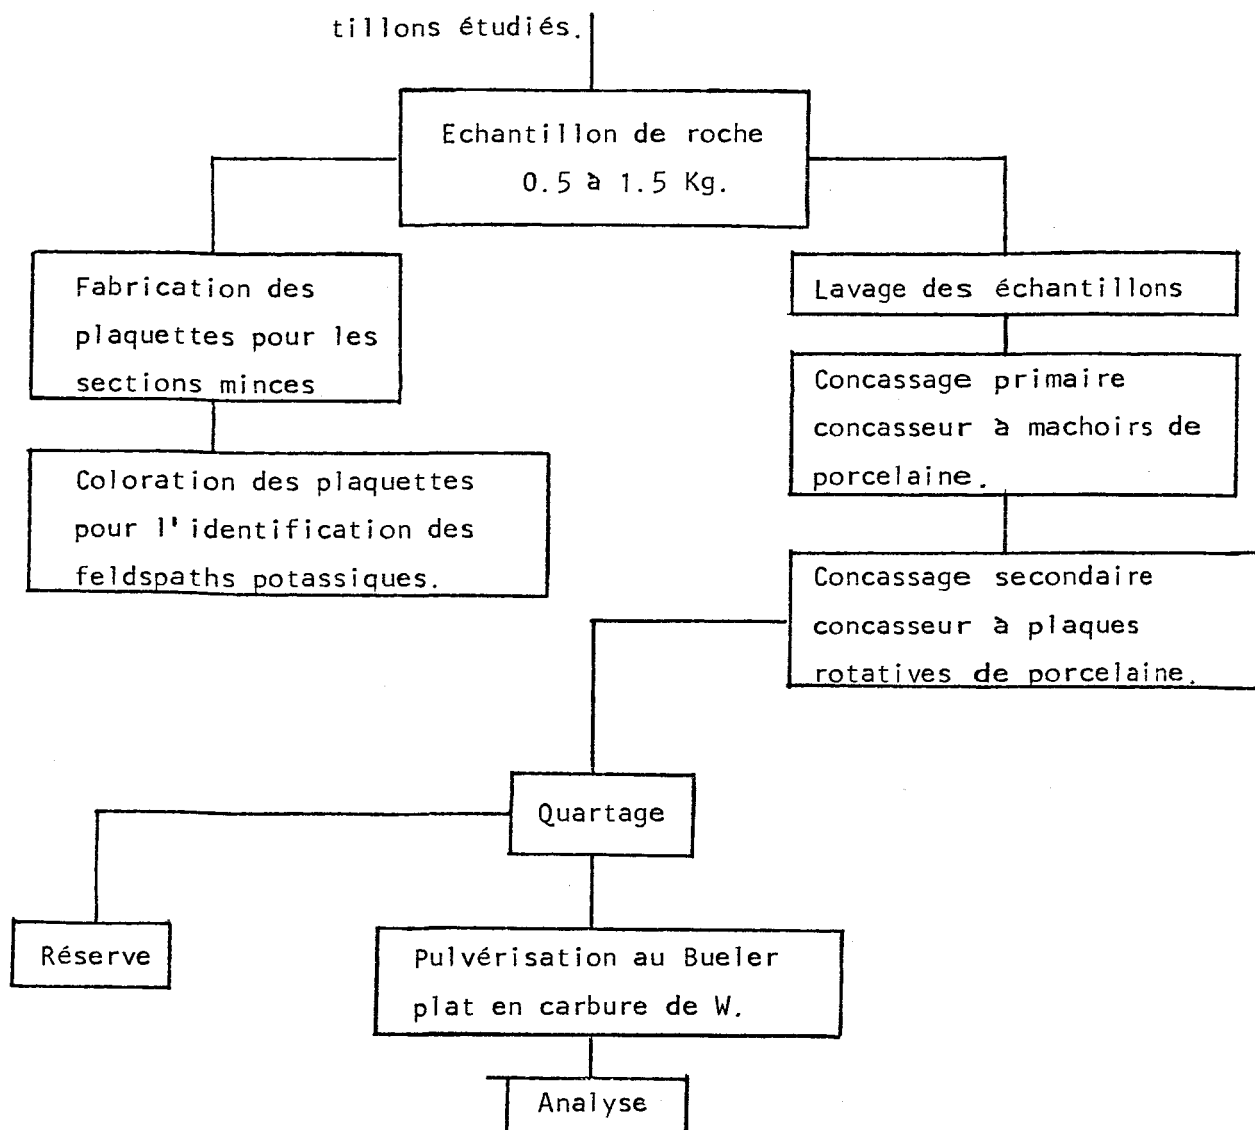 tillons étudiés.
Echantillon de roche
0.5 à 1.5 Kg.
Fabrication des
plaquettes pour les
sections minces
Coloration des plaquettes
pour l'identification des
feldspaths potassiques.
Lavage des échantillons
Concassage primaire
concasseur à machoirs de
porcelaine.
Concassage secondaire
concasseur à plaques
rotatives de porcelaine.
Quartage
Réserve
Pulvérisation au Bueler
plat en carbure de W.
Analyse